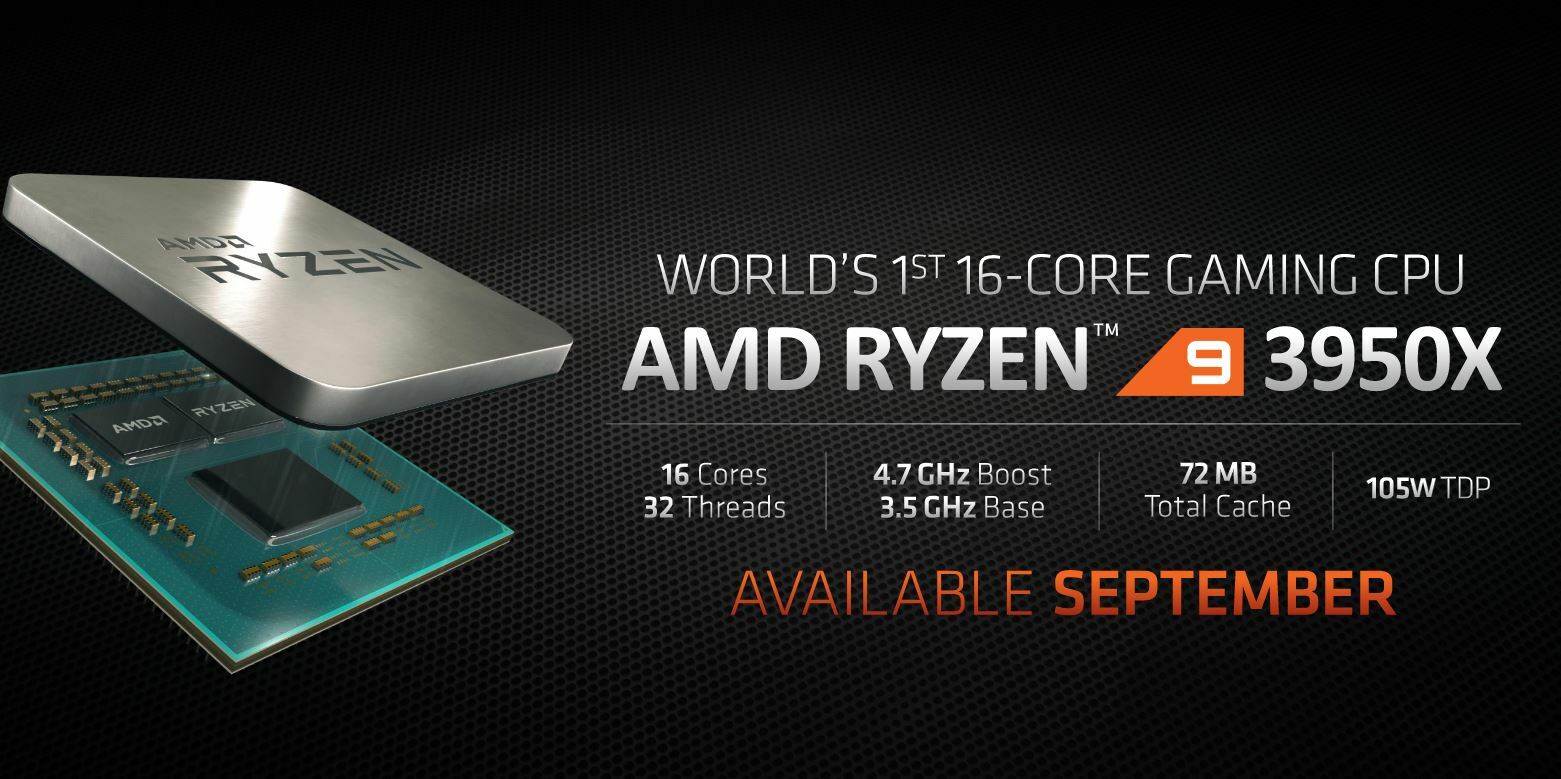 AMD
RYZEN
AMD
RYZEN
WORLD'S 1ST 16-CORE GAMING CPU
AMD RYZEN™ 9 3950X
16 Cores
32 Threads
4.7 GHz Boost
3.5 GHz Base
72 MB
Total Cache
105W TDP
AVAILABLE SEPTEMBER